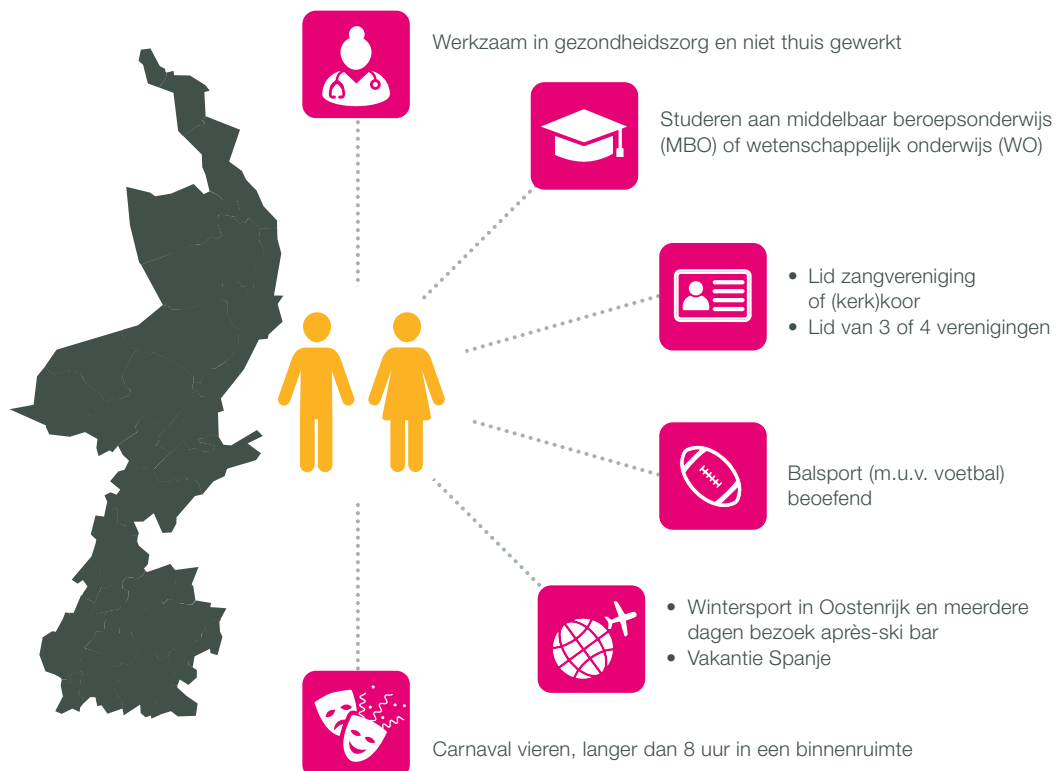 Werkzaam in gezondheidszorg en niet thuis gewerkt
Studeren aan middelbaar beroepsonderwijs
(MBO) of wetenschappelijk onderwijs (WO)
• Lid zangvereniging
of (kerk)koor
• Lid van 3 of 4 verenigingen
Balsport (m.u.v. voetbal)
beoefend
• Wintersport in Oostenrijk en meerdere
dagen bezoek après-ski bar
• Vakantie Spanje
Carnaval vieren, langer dan 8 uur in een binnenruimte